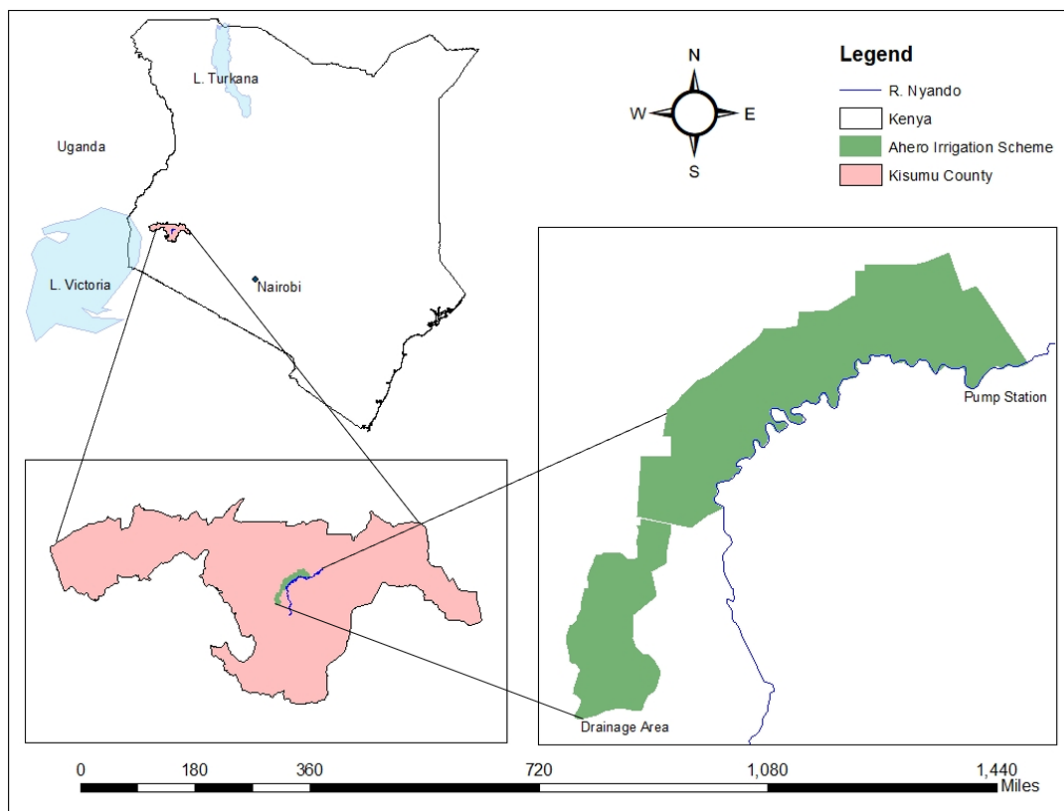 L. Turkana
Uganda
L. Victoria
Nairobi
N
W
E
S
Legend
R. Nyando
Kenya
Ahero Irrigation Scheme
Kisumu County
Pump Station
Drainage Area
0 180 360 720 1,080 1,440
Miles